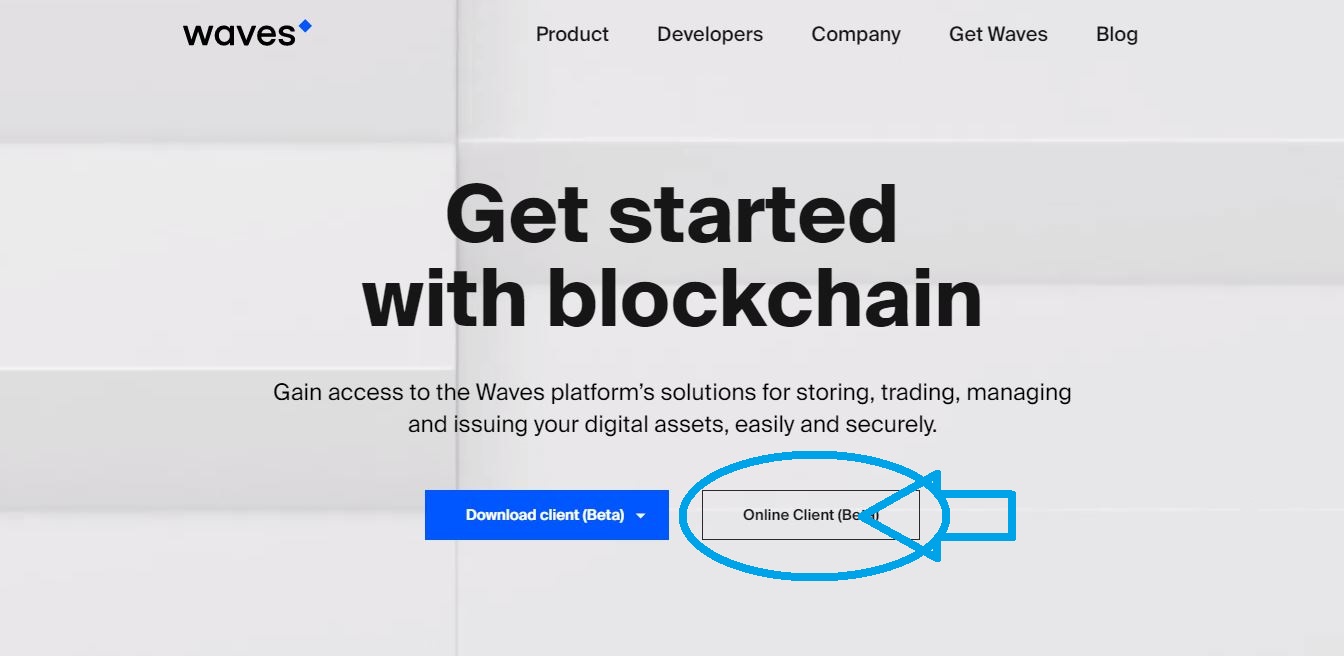 waves
Product Developers Company Get Waves Blog
Get started
with blockchain
Gain access to the Waves platform’s solutions for storing, trading, managing
and issuing your digital assets, easily and securely.
Download client (Beta) Online Client (Beta)